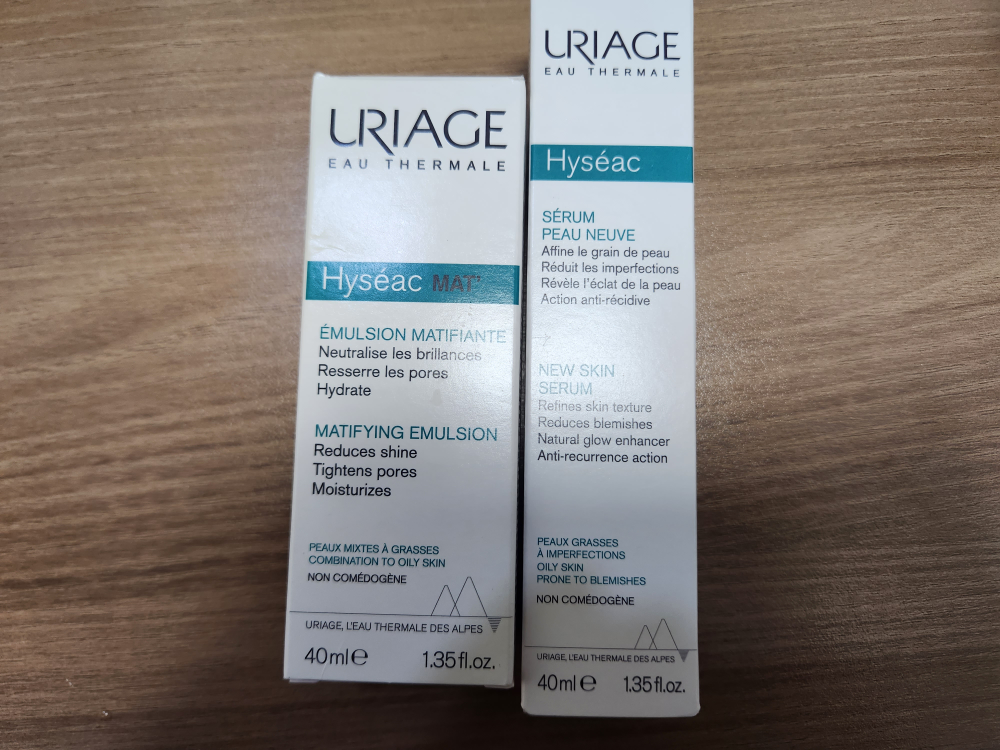 URIAGE
EAU THERMALE
Hyséac MAT'
ÉMULSION MATIFIANTE
Neutralise les brillances
Resserre les pores
Hydrate
MATIFYING EMULSION
Reduces shine
Tightens pores
Moisturizes
PEAUX MIXTES À GRASSES
COMBINATION TO OILY SKIN
NON COMÉDOGÈNE
URIAGE, L'EAU THERMALE DES ALPES
40 ml e 1.35 fl.oz.
URIAGE
EAU THERMALE
Hyséac
SÉRUM
PEAU NEUVE
Affine le grain de peau
Réduit les imperfections
Révèle l'éclat de la peau
Action anti-récidive
NEW SKIN
SERUM
Refines skin texture
Reduces blemishes
Natural glow enhancer
Anti-recurrence action
PEAUX GRASSES
À IMPERFECTIONS
OILY SKIN
PRONE TO BLEMISHES
NON COMÉDOGÈNE
URIAGE, L'EAU THERMALE DES ALPES
40 ml e 1.35 fl.oz.